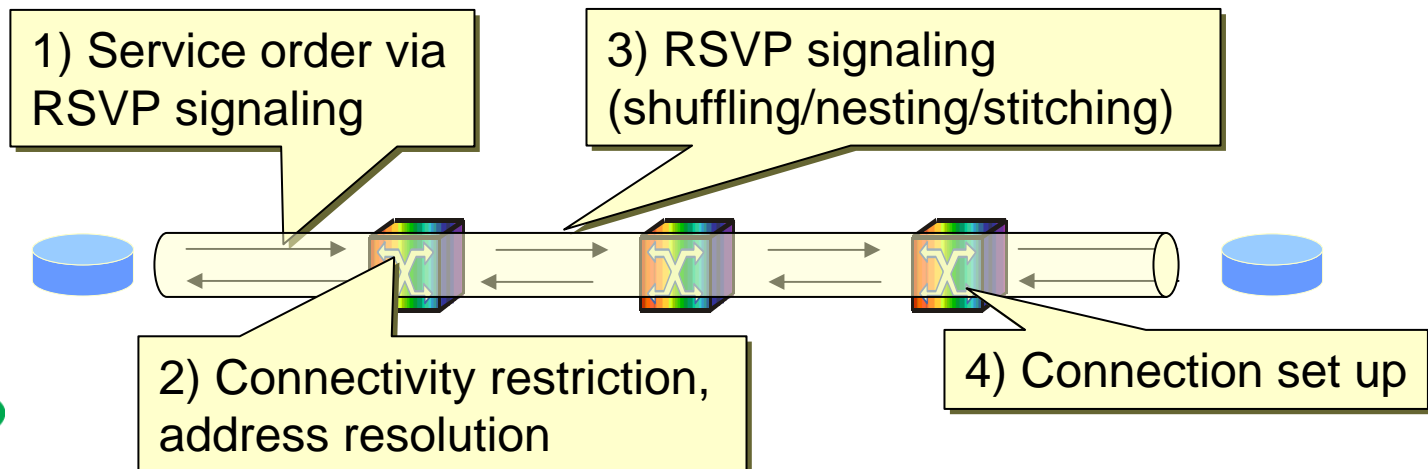 1) Service order via
RSVP signaling
3) RSVP signaling
(shuffling/nesting/stitching)
2) Connectivity restriction,
address resolution
4) Connection set up